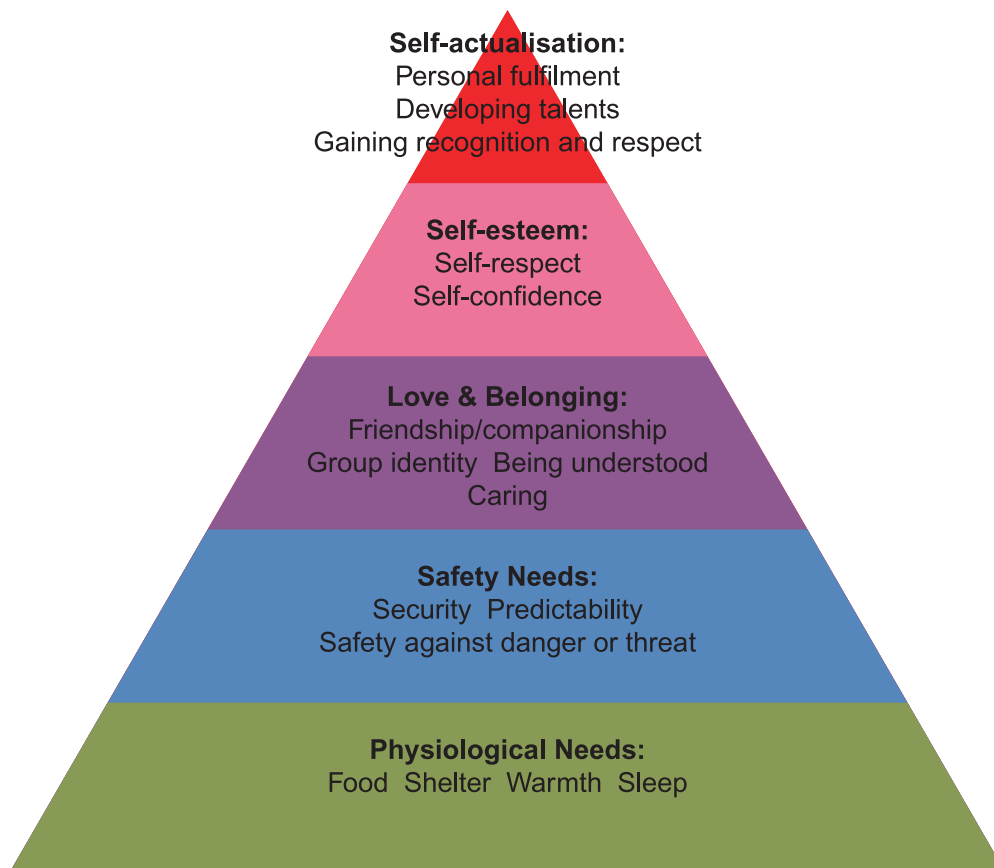 Self-actualisation:
Personal fulfilment
Developing talents
Gaining recognition and respect
Self-esteem:
Self-respect
Self-confidence
Love & Belonging:
Friendship/companionship
Group identity  Being understood
Caring
Safety Needs:
Security  Predictability
Safety against danger or threat
Physiological Needs:
Food  Shelter  Warmth  Sleep